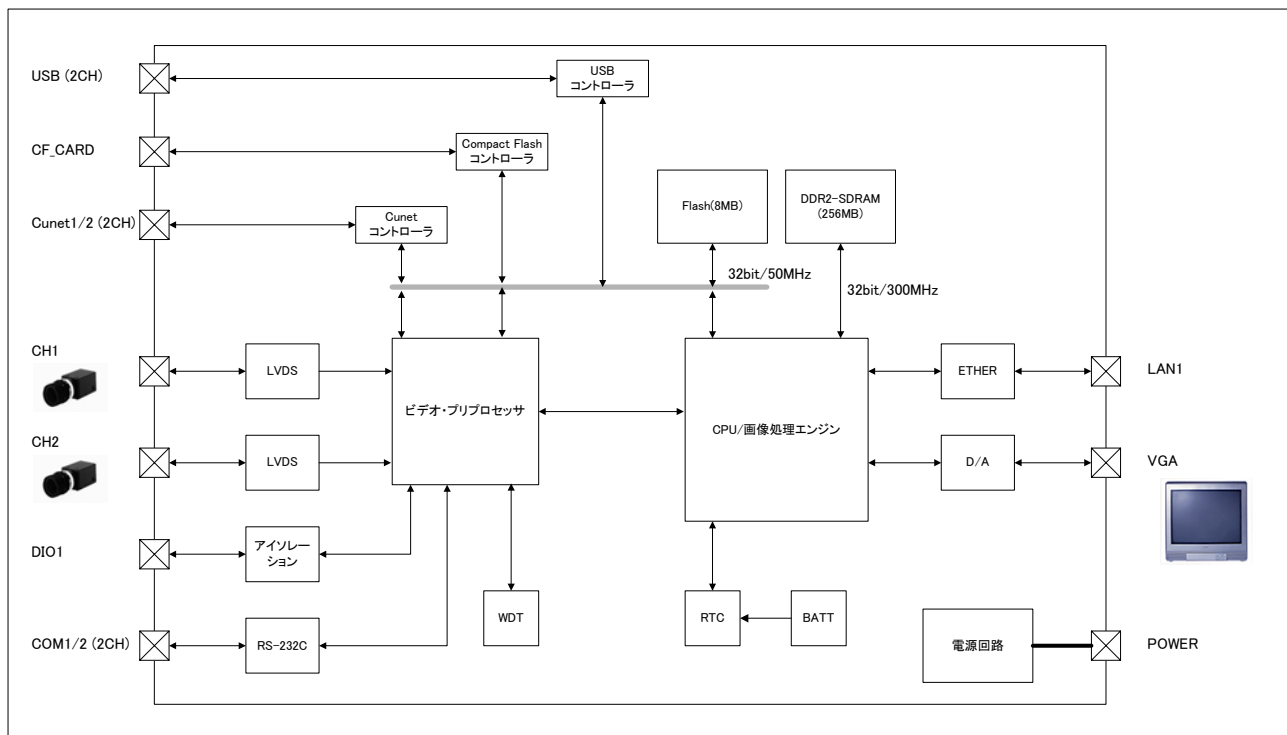 USB (2CH)
USB
コントローラ
CF_CARD
Compact Flash
コントローラ
Cunet1/2 (2CH)
Cunet
コントローラ
Flash(8MB)
DDR2-SDRAM
(256MB)
32bit/50MHz
32bit/300MHz
CH1
LVDS
ビデオ・プリプロセッサ
CPU/画像処理エンジン
ETHER
LAN1
CH2
LVDS
D/A
VGA
DIO1
アイソレー
ション
WDT
RTC
BATT
COM1/2 (2CH)
RS-232C
電源回路
POWER